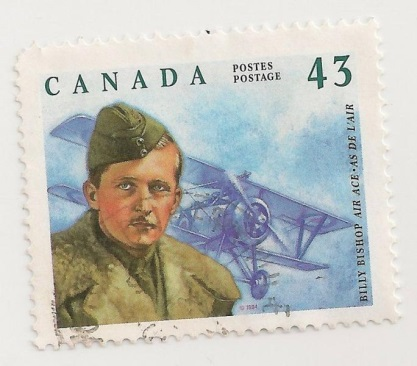 CANADA
POSTES
POSTAGE
43
BILLY BISHOP AIR ACE • AS DE L'AIR
© 1994